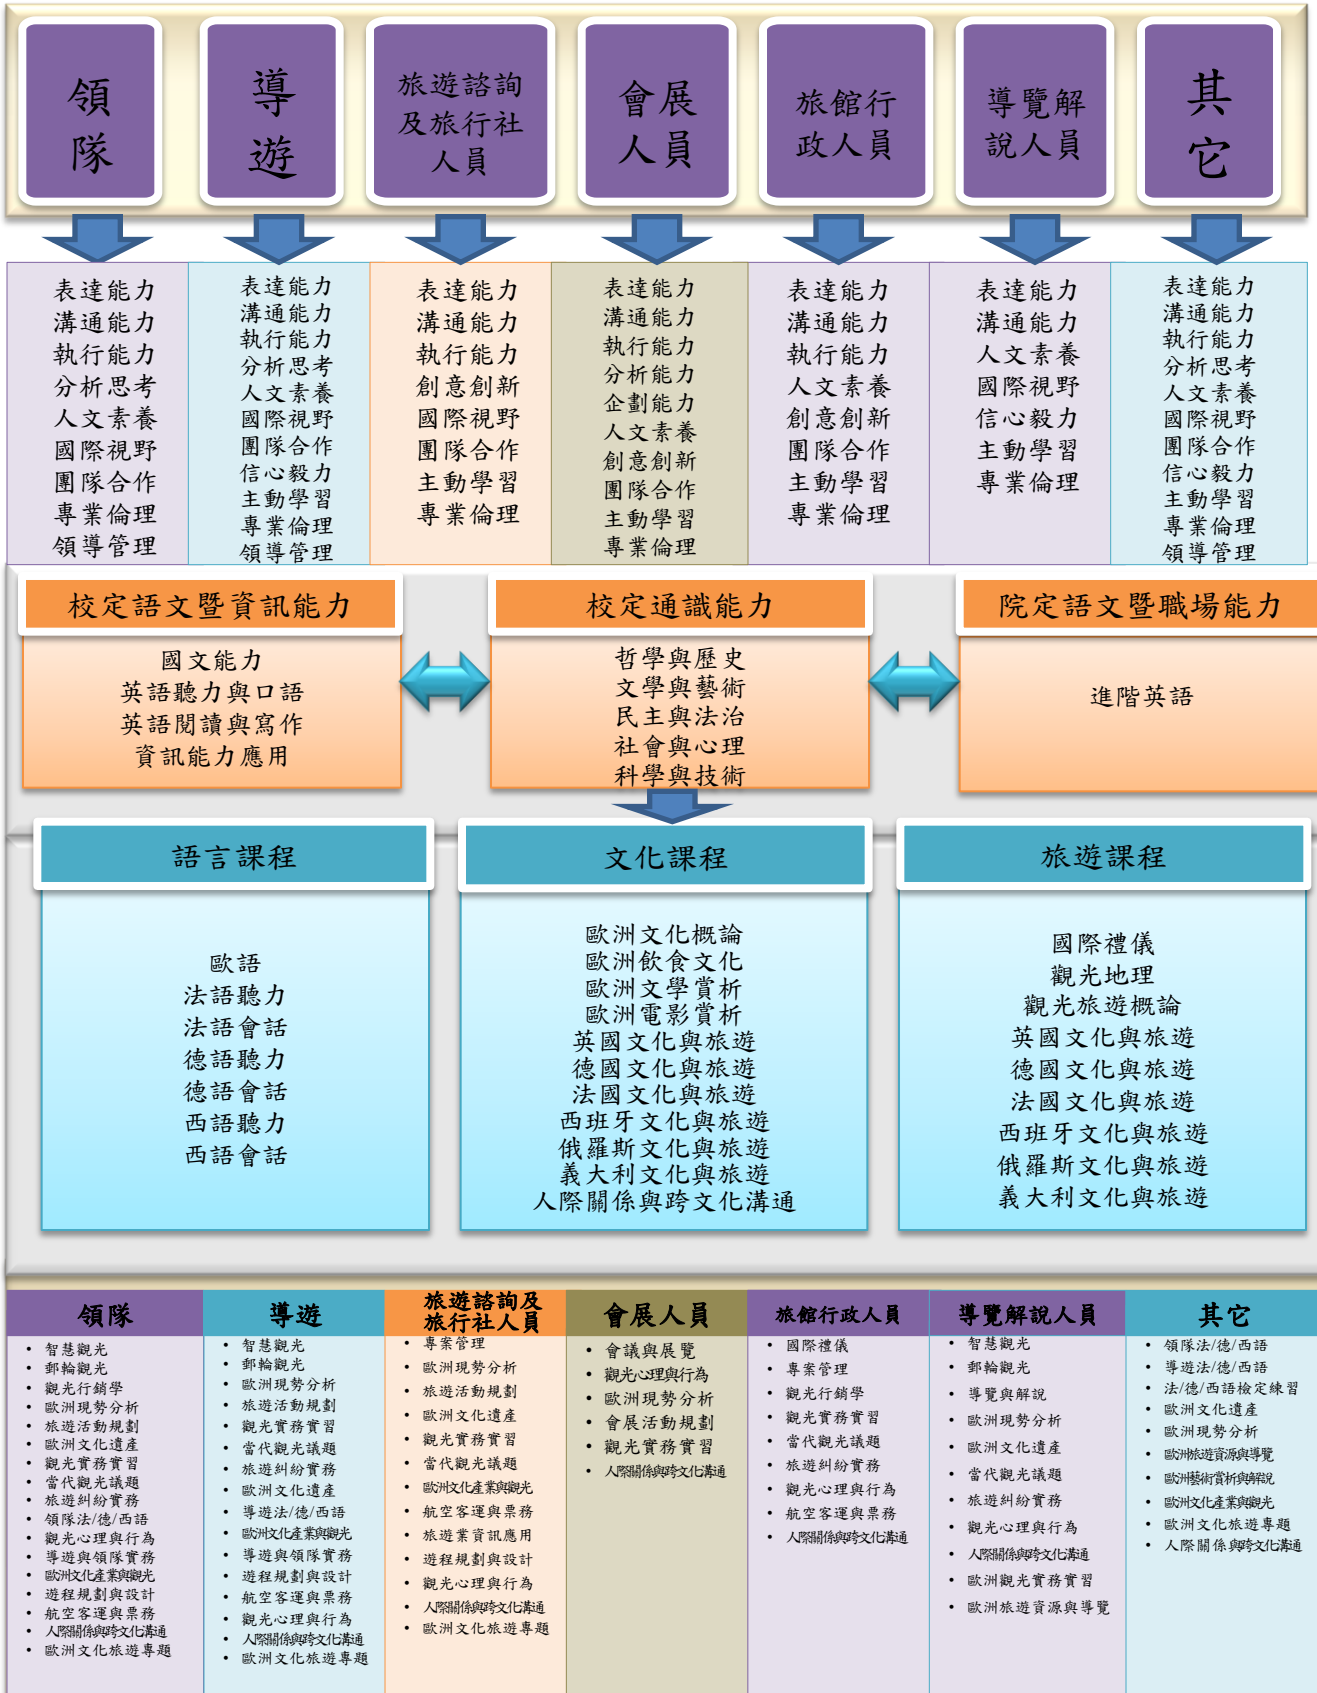 領
隊
導
遊
旅遊諮詢
及旅行社
人員
會展
人員
旅館行
政人員
導覽解
說人員
其
它
表達能力
溝通能力
執行能力
分析思考
人文素養
國際視野
團隊合作
專業倫理
領導管理
表達能力
溝通能力
執行能力
分析思考
人文素養
國際視野
團隊合作
信心毅力
主動學習
專業倫理
領導管理
表達能力
溝通能力
執行能力
創意創新
國際視野
團隊合作
主動學習
專業倫理
表達能力
溝通能力
執行能力
分析能力
企劃能力
人文素養
創意創新
團隊合作
主動學習
專業倫理
表達能力
溝通能力
執行能力
人文素養
創意創新
團隊合作
主動學習
專業倫理
表達能力
溝通能力
人文素養
國際視野
信心毅力
主動學習
專業倫理
表達能力
溝通能力
執行能力
分析思考
人文素養
國際視野
團隊合作
信心毅力
主動學習
專業倫理
領導管理
校定語文暨資訊能力
國文能力
英語聽力與口語
英語閱讀與寫作
資訊能力應用
校定通識能力
哲學與歷史
文學與藝術
民主與法治
社會與心理
科學與技術
院定語文暨職場能力
進階英語
語言課程
歐語
法語聽力
法語會話
德語聽力
德語會話
西語聽力
西語會話
文化課程
歐洲文化概論
歐洲飲食文化
歐洲文學賞析
歐洲電影賞析
英國文化與旅遊
德國文化與旅遊
法國文化與旅遊
西班牙文化與旅遊
俄羅斯文化與旅遊
義大利文化與旅遊
人際關係與跨文化溝通
旅遊課程
國際禮儀
觀光地理
觀光旅遊概論
英國文化與旅遊
德國文化與旅遊
法國文化與旅遊
西班牙文化與旅遊
俄羅斯文化與旅遊
義大利文化與旅遊
領隊
• 智慧觀光
• 郵輪觀光
• 觀光行銷學
• 歐洲現勢分析
• 旅遊活動規劃
• 歐洲文化遺產
• 觀光實務實習
• 當代觀光議題
• 旅遊糾紛實務
• 領隊法/德/西語
• 觀光心理與行為
• 導遊與領隊實務
• 歐洲文化產業與觀光
• 遊程規劃與設計
• 航空客運與票務
• 人際關係與跨文化溝通
• 歐洲文化旅遊專題
導遊
• 智慧觀光
• 郵輪觀光
• 歐洲現勢分析
• 旅遊活動規劃
• 觀光實務實習
• 當代觀光議題
• 旅遊糾紛實務
• 歐洲文化遺產
• 導遊法/德/西語
• 歐洲文化產業與觀光
• 導遊與領隊實務
• 遊程規劃與設計
• 航空客運與票務
• 觀光心理與行為
• 人際關係與跨文化溝通
• 歐洲文化旅遊專題
旅遊諮詢及
旅行社人員
• 專案管理
• 歐洲現勢分析
• 旅遊活動規劃
• 歐洲文化遺產
• 觀光實務實習
• 當代觀光議題
• 歐洲文化產業與觀光
• 航空客運與票務
• 旅遊業資訊應用
• 遊程規劃與設計
• 觀光心理與行為
• 人際關係與跨文化溝通
• 歐洲文化旅遊專題
會展人員
• 會議與展覽
• 觀光心理與行為
• 歐洲現勢分析
• 會展活動規劃
• 觀光實務實習
• 人際關係與跨文化溝通
旅館行政人員
• 國際禮儀
• 專案管理
• 觀光行銷學
• 觀光實務實習
• 當代觀光議題
• 旅遊糾紛實務
• 觀光心理與行為
• 航空客運與票務
• 人際關係與跨文化溝通
導覽解說人員
• 智慧觀光
• 郵輪觀光
• 導覽與解說
• 歐洲現勢分析
• 歐洲文化遺產
• 當代觀光議題
• 旅遊糾紛實務
• 觀光心理與行為
• 人際關係與跨文化溝通
• 歐洲觀光實務實習
• 歐洲旅遊資源與導覽
其它
• 領隊法/德/西語
• 導遊法/德/西語
• 法/德/西語檢定練習
• 歐洲文化遺產
• 歐洲現勢分析
• 歐洲旅遊資源與導覽
• 歐洲藝術賞析與解說
• 歐洲文化產業與觀光
• 歐洲文化旅遊專題
• 人際關係與跨文化溝通